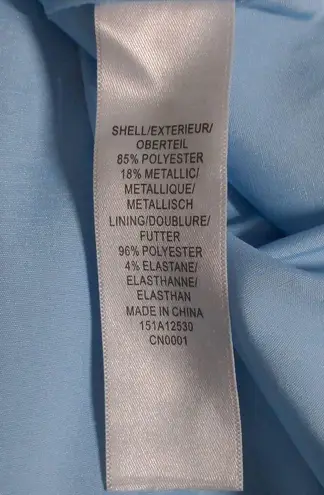 SHELL/EXTERIEUR/
OBERTEIL
85% POLYESTER
18% METALLIC/
METALLIQUE/
METALLISCH
LINING/DOUBLURE/
FUTTER
96% POLYESTER
4% ELASTANE/
ELASTHANNE/
ELASTHAN
MADE IN CHINA
151A12530
CN0001